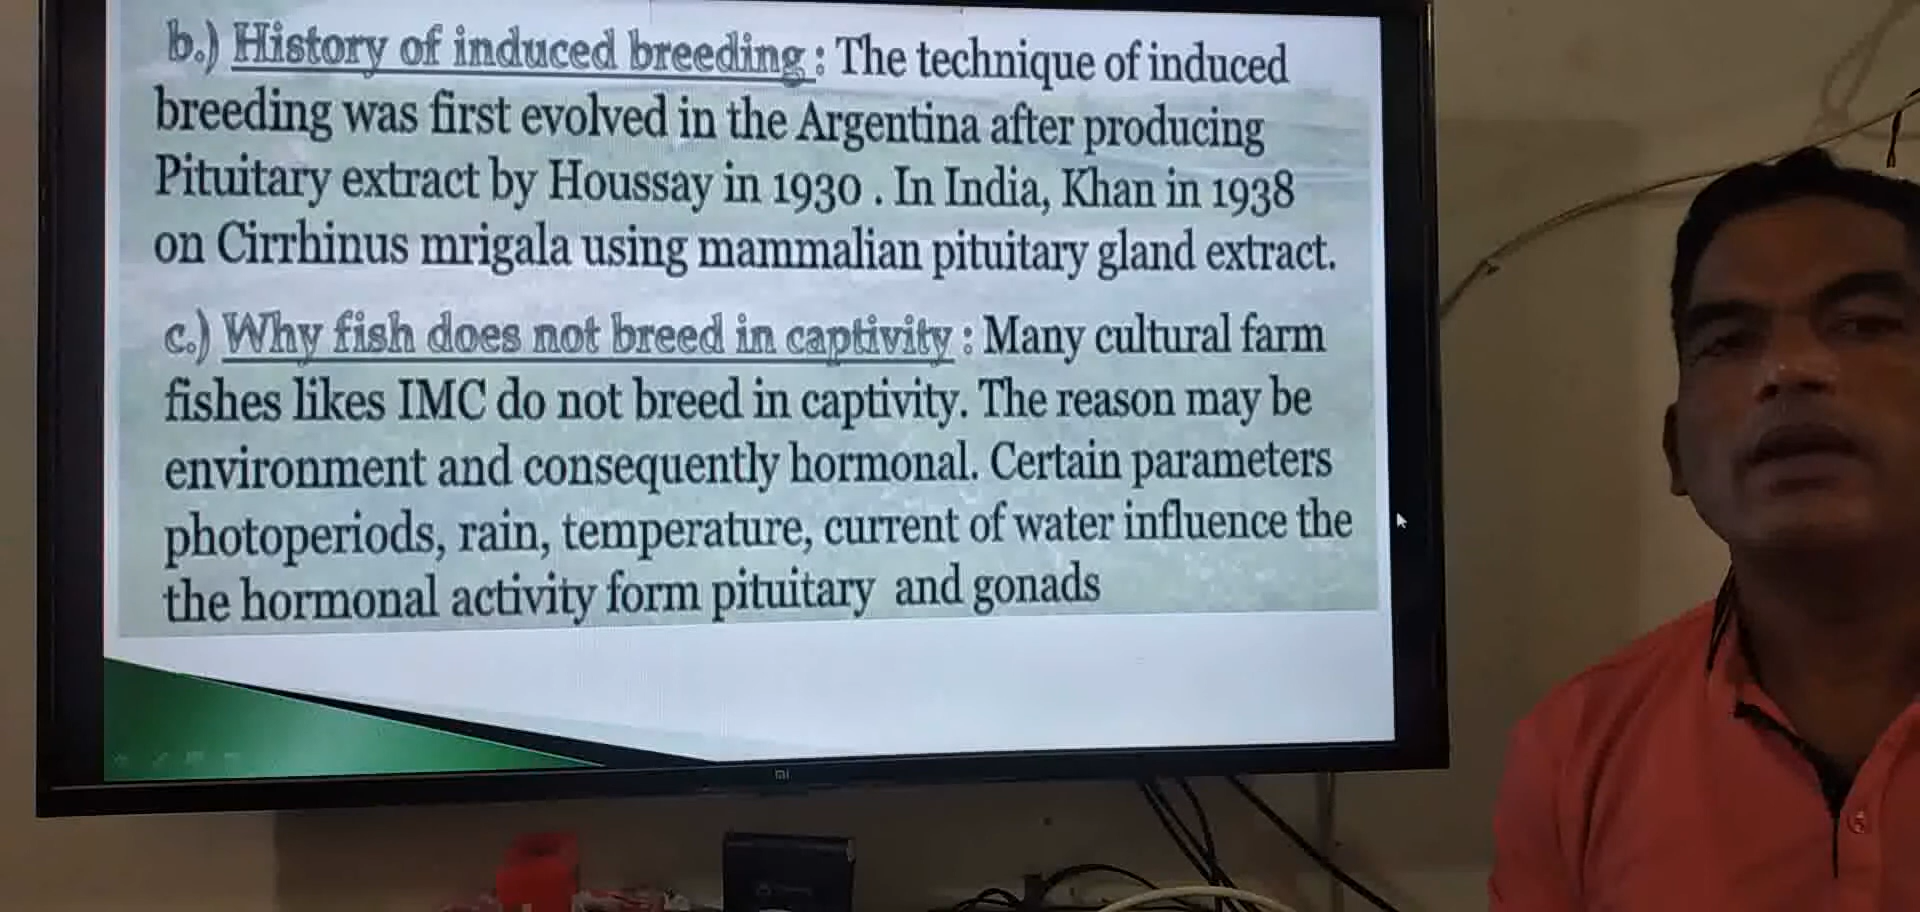 b.) History of induced breeding : The technique of induced
breeding was first evolved in the Argentina after producing
Pituitary extract by Houssay in 1930 . In India, Khan in 1938
on Cirrhinus mrigala using mammalian pituitary gland extract.
c.) Why fish does not breed in captivity : Many cultural farm
fishes likes IMC do not breed in captivity. The reason may be
environment and consequently hormonal. Certain parameters
photoperiods, rain, temperature, current of water influence the
the hormonal activity form pituitary and gonads
mi